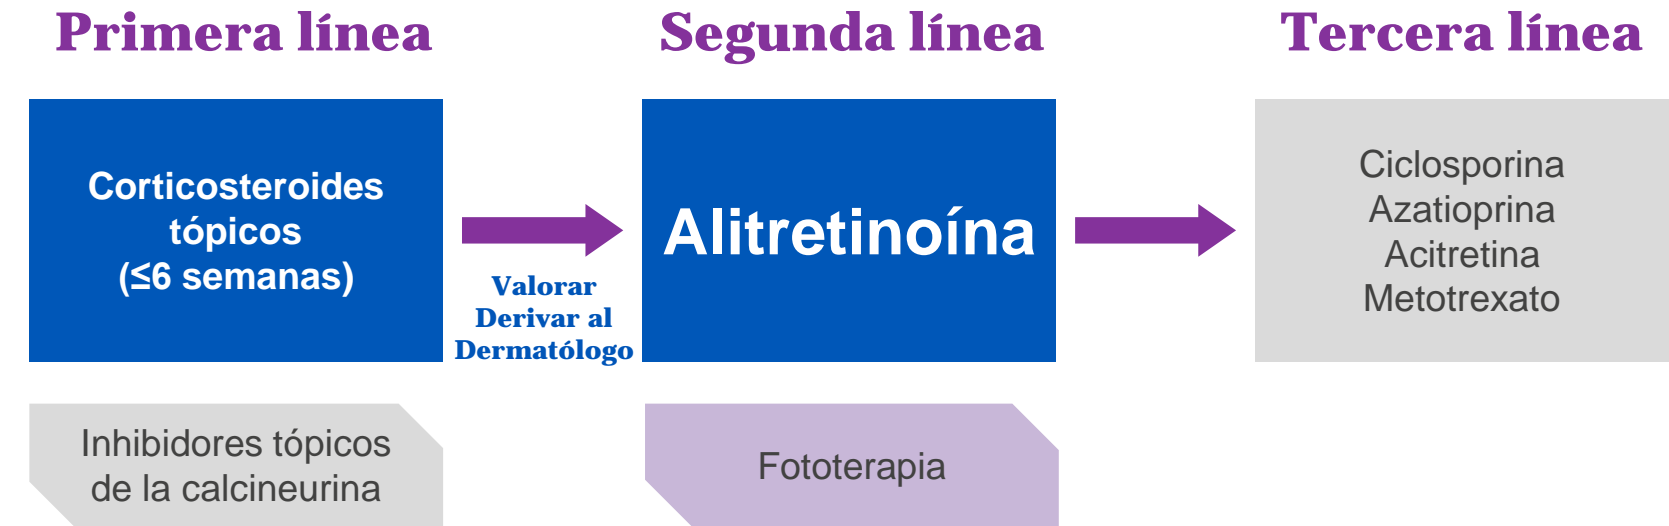 Primera línea
Segunda línea
Tercera línea
Corticosteroides
tópicos
(≤6 semanas)
Valorar
Derivar al
Dermatólogo
Alitretinoína
Ciclosporina
Azatioprina
Acitretina
Metotrexato
Inhibidores tópicos
de la calcineurina
Fototerapia